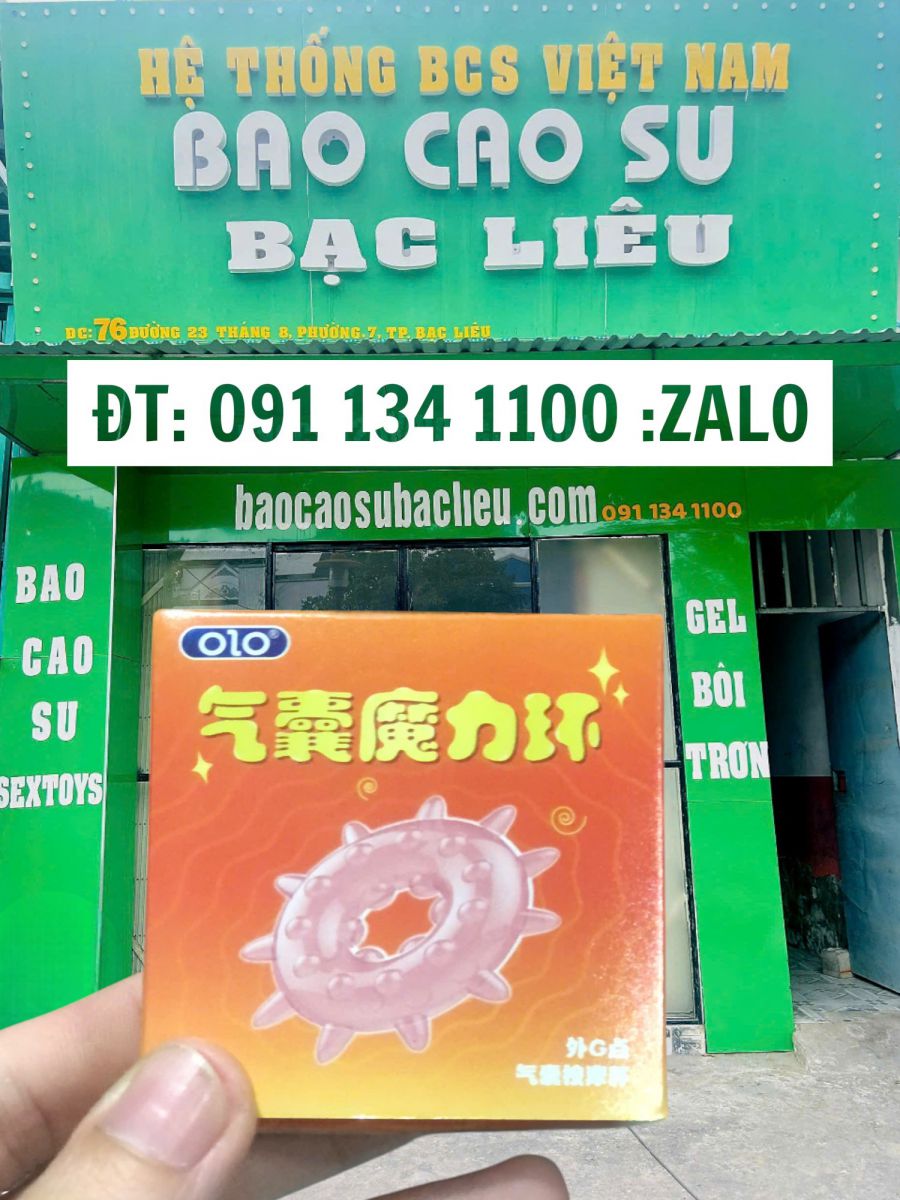 HỆ THỐNG BCS VIỆT NAM
BAO CAO SU
BẠC LIÊU
ĐC: 76 ĐƯỜNG 23 THÁNG 8, PHƯỜNG.7, TP. BẠC LIÊU
ĐT: 091 134 1100 :ZALO
baocaosubaclieu.com 091 134 1100
BAO
CAO
SU
SEXTOYS
GEL
BÔI
TRƠN
OLO®
气囊魔力环
外G点
气囊按摩环